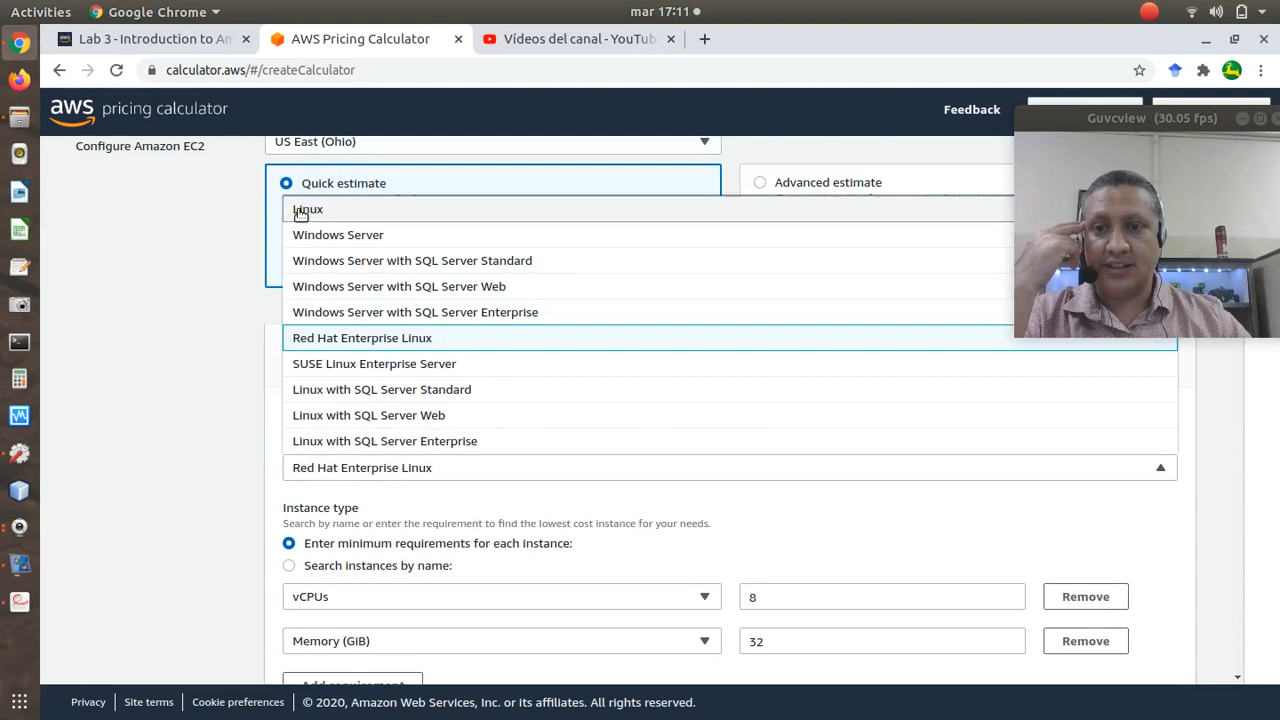 Activities
Google Chrome
mar 17:11
Lab 3 - Introduction to Am
AWS Pricing Calculator
Vídeos del canal - YouTube
calculator.aws/#/createCalculator
aws pricing calculator
Feedback
Guvcview (30.05 fps)
Configure Amazon EC2
US East (Ohio)
Quick estimate
Advanced estimate
Linux
Windows Server
Windows Server with SQL Server Standard
Windows Server with SQL Server Web
Windows Server with SQL Server Enterprise
Red Hat Enterprise Linux
SUSE Linux Enterprise Server
Linux with SQL Server Standard
Linux with SQL Server Web
Linux with SQL Server Enterprise
Red Hat Enterprise Linux
Instance type
Search by name or enter the requirement to find the lowest cost instance for your needs.
Enter minimum requirements for each instance:
Search instances by name:
vCPUs
8
Remove
Memory (GiB)
32
Remove
Add requirement
Privacy
Site terms
Cookie preferences
© 2020, Amazon Web Services, Inc. or its affiliates. All rights reserved.